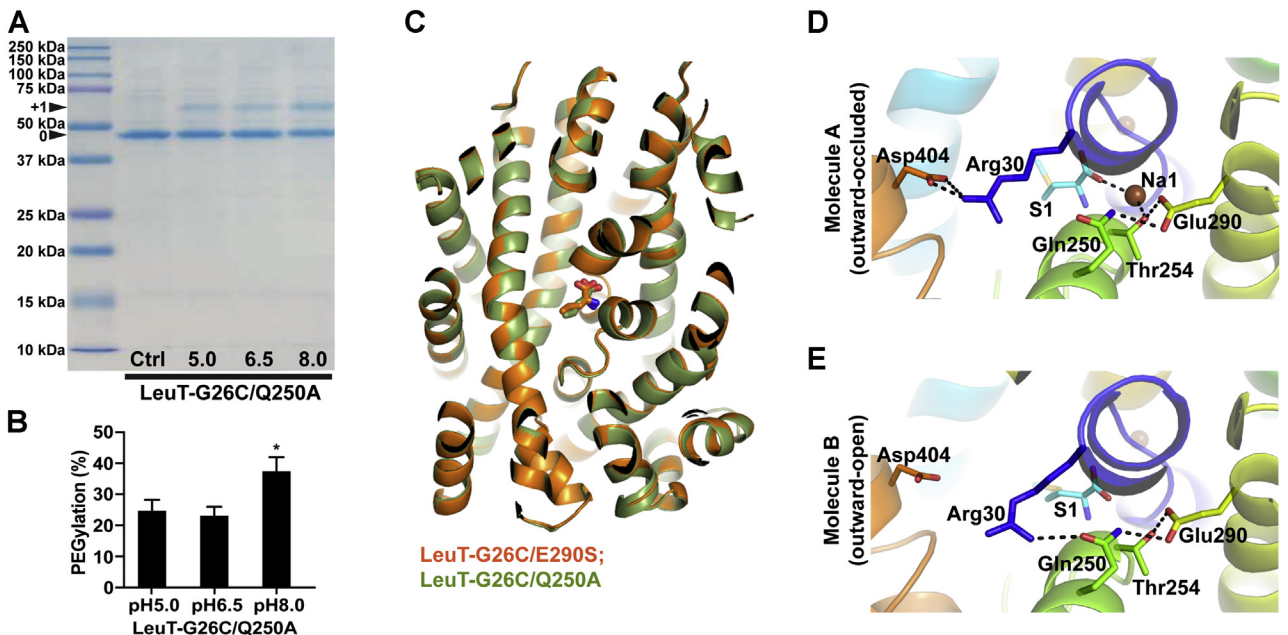 A
250 kDa
150 kDa
100 kDa
75 kDa
+1
50 kDa
0
37 kDa
25 kDa
20 kDa
15 kDa
10 kDa
Ctrl 5.0 6.5 8.0
LeuT-G26C/Q250A
B
PEGylation (%)
50
40
30
20
10
0
*
pH5.0 pH6.5 pH8.0
LeuT-G26C/Q250A
C
LeuT-G26C/E290S;
LeuT-G26C/Q250A
D
Molecule A
(outward-occluded)
Asp404
Arg30
Na1
S1
Glu290
Gln250
Thr254
E
Molecule B
(outward-open)
Asp404
S1
Arg30
Glu290
Gln250
Thr254